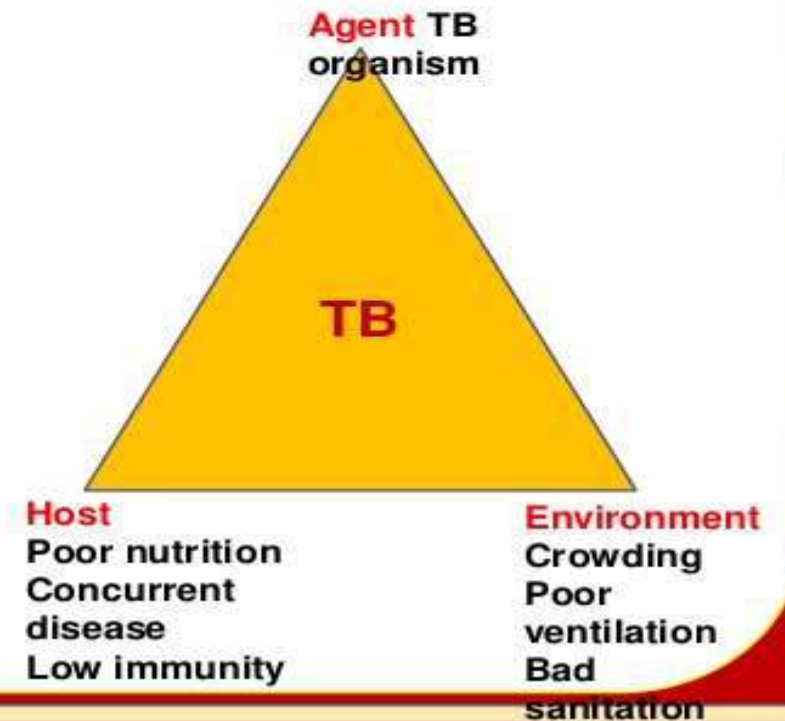 Agent TB
organism
TB
Host
Poor nutrition
Concurrent
disease
Low immunity
Environment
Crowding
Poor
ventilation
Bad
sanitation